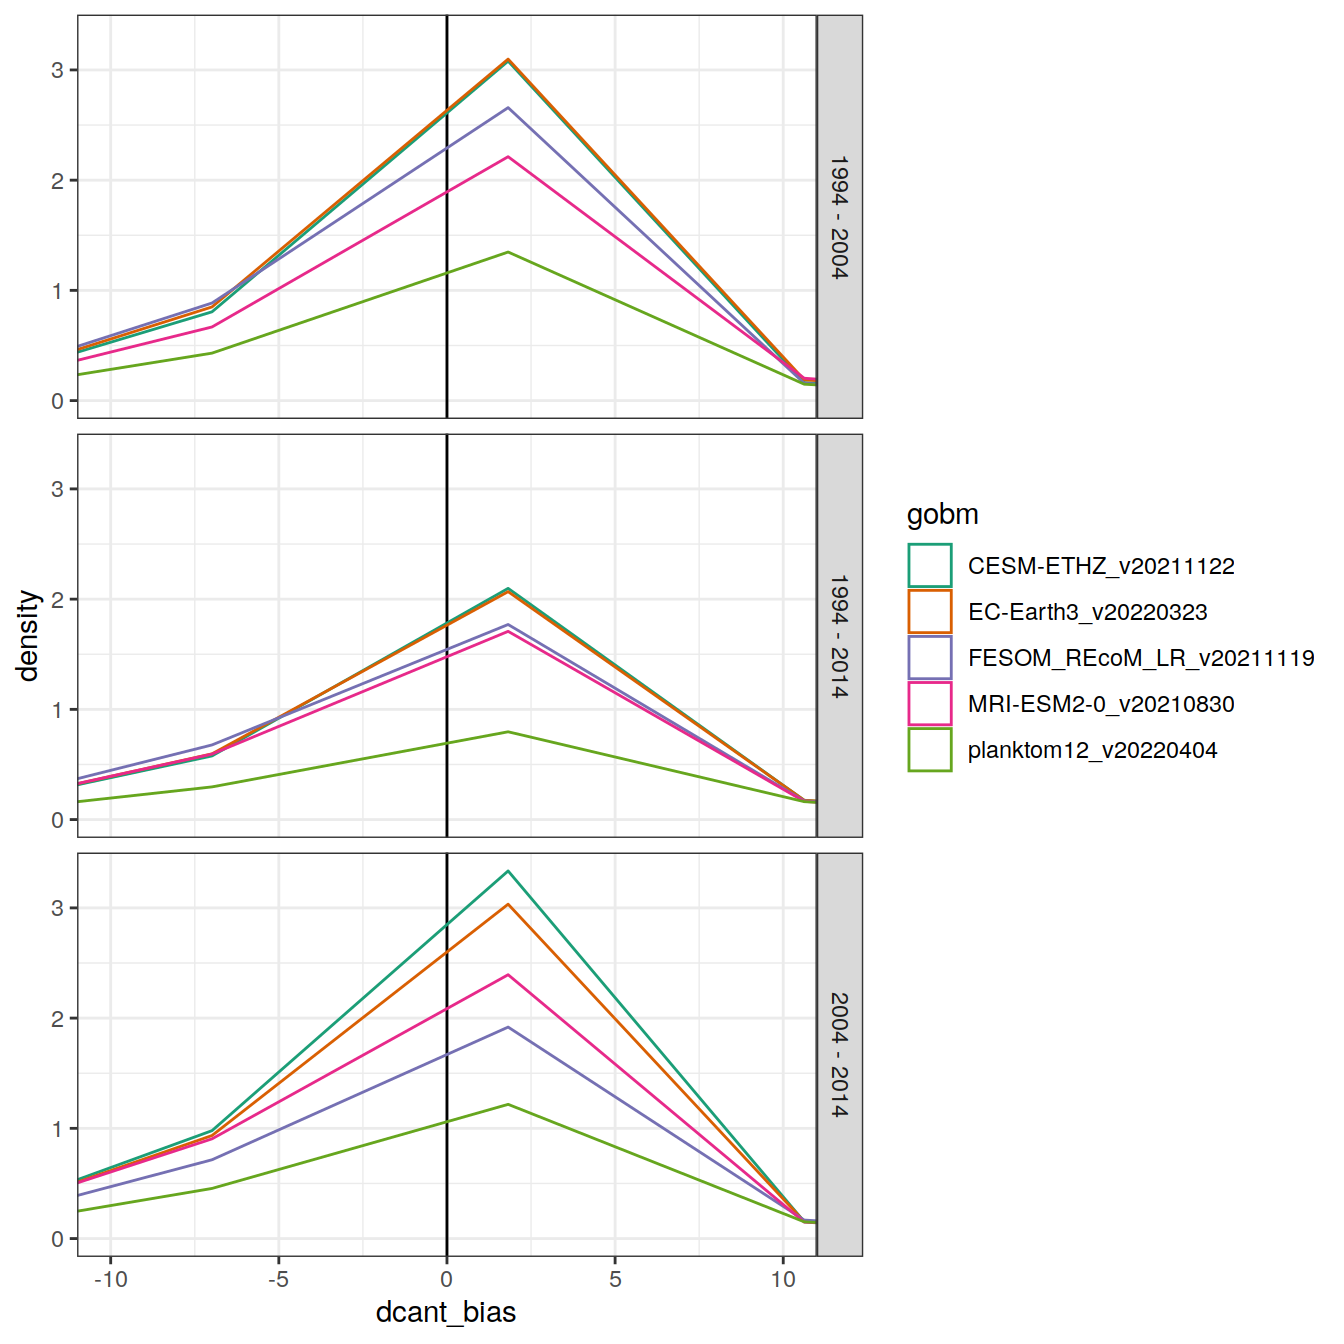 3
2
1
0
1994 - 2004
3
2
1
0
1994 - 2014
3
2
1
0
2004 - 2014
-10
-5
0
5
10
dcant_bias
density
gobm
CESM-ETHZ_v20211122
EC-Earth3_v20220323
FESOM_REcoM_LR_v20211119
MRI-ESM2-0_v20210830
planktom12_v20220404